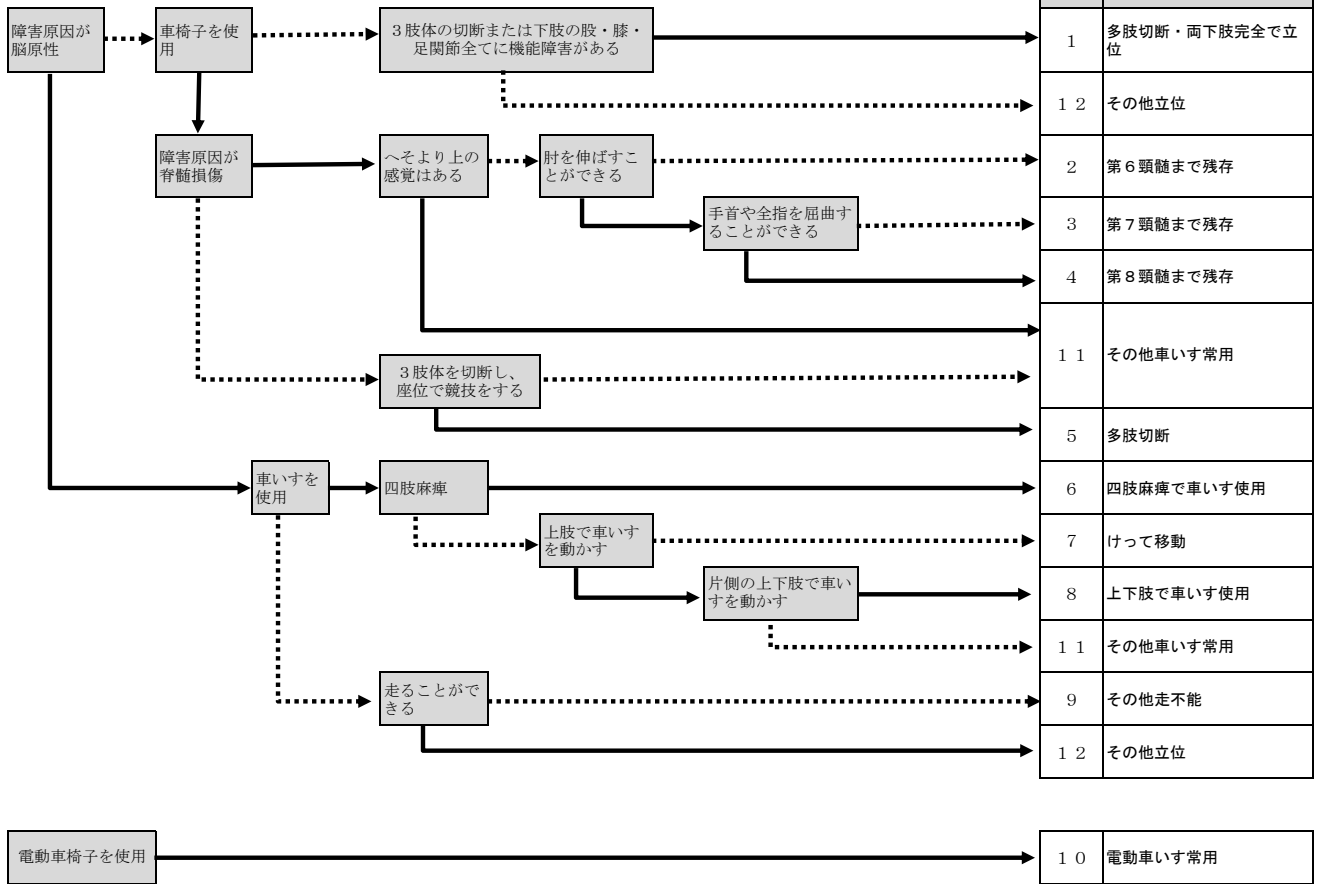 障害原因が
脳原性
車椅子を使
用
３肢体の切断または下肢の股・膝・
足関節全てに機能障害がある
１
多肢切断・両下肢完全で立
位
１２
その他立位
障害原因が
脊髄損傷
へそより上の
感覚はある
肘を伸ばすこ
とができる
２
第６頸髄まで残存
手首や全指を屈曲す
ることができる
３
第７頸髄まで残存
４
第８頸髄まで残存
１１
その他車いす常用
３肢体を切断し、
座位で競技をする
５
多肢切断
車いすを
使用
四肢麻痺
６
四肢麻痺で車いす使用
上肢で車いす
を動かす
７
けって移動
片側の上下肢で車い
すを動かす
８
上下肢で車いす使用
１１
その他車いす常用
走ることがで
きる
９
その他走不能
１２
その他立位
電動車椅子を使用
１０
電動車いす常用